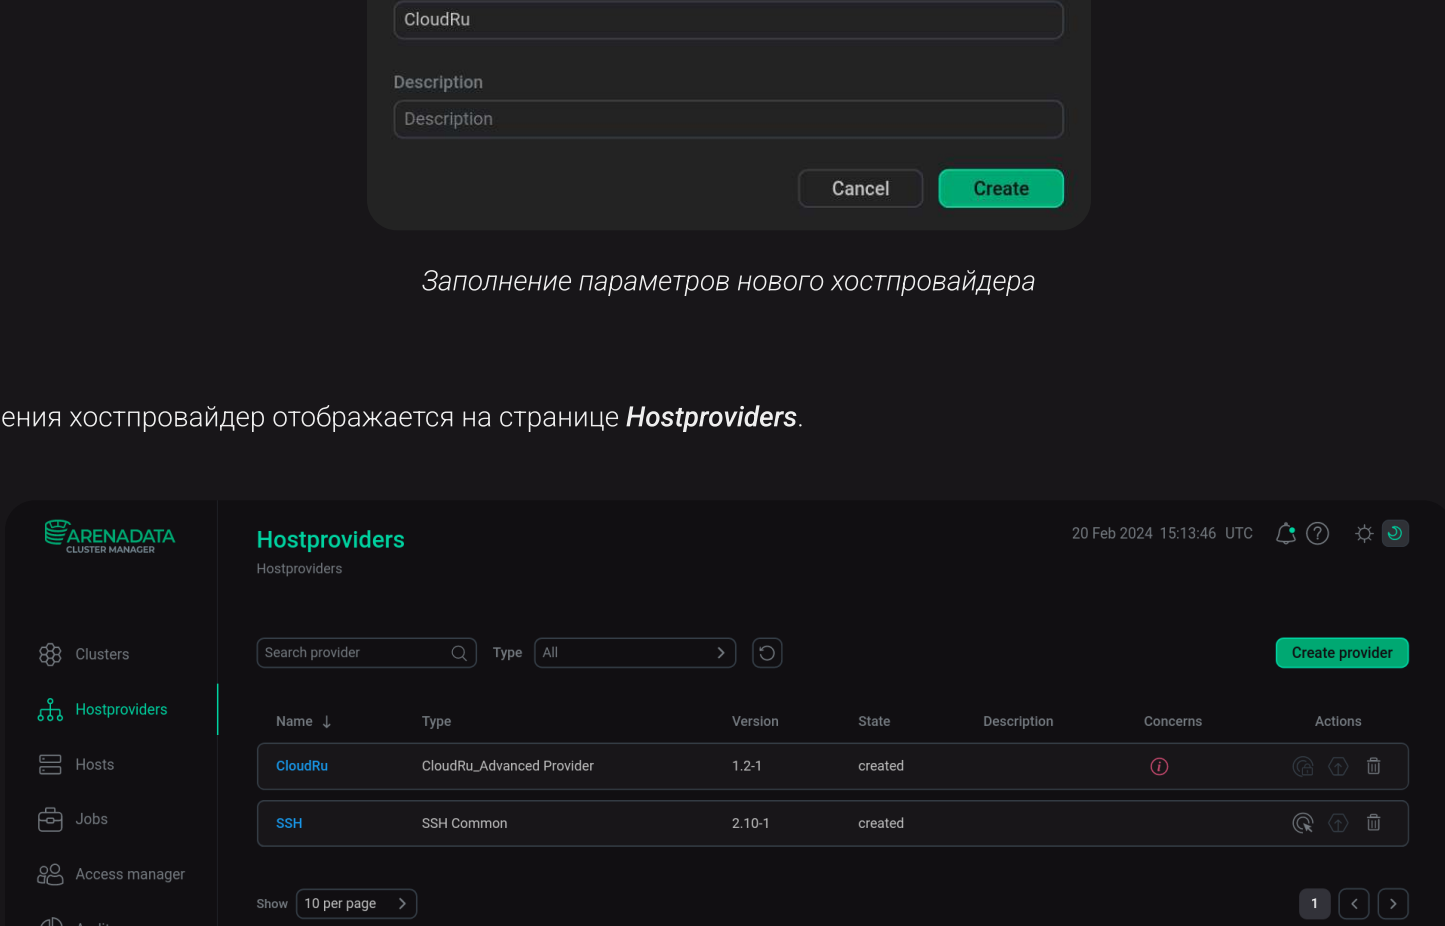 CloudRu
Description
Description
Cancel Create
Заполнение параметров нового хостпровайдера
ения хостпровайдер отображается на странице Hostproviders.
ARENADATA
CLUSTER MANAGER
Hostproviders
20 Feb 2024 15:13:46 UTC
Hostproviders
Clusters
Hostproviders
Hosts
Jobs
Access manager
Search provider Type All Create provider
Name Type Version State Description Concerns Actions
CloudRu CloudRu_Advanced Provider 1.2-1 created
SSH SSH Common 2.10-1 created
Show 10 per page 1